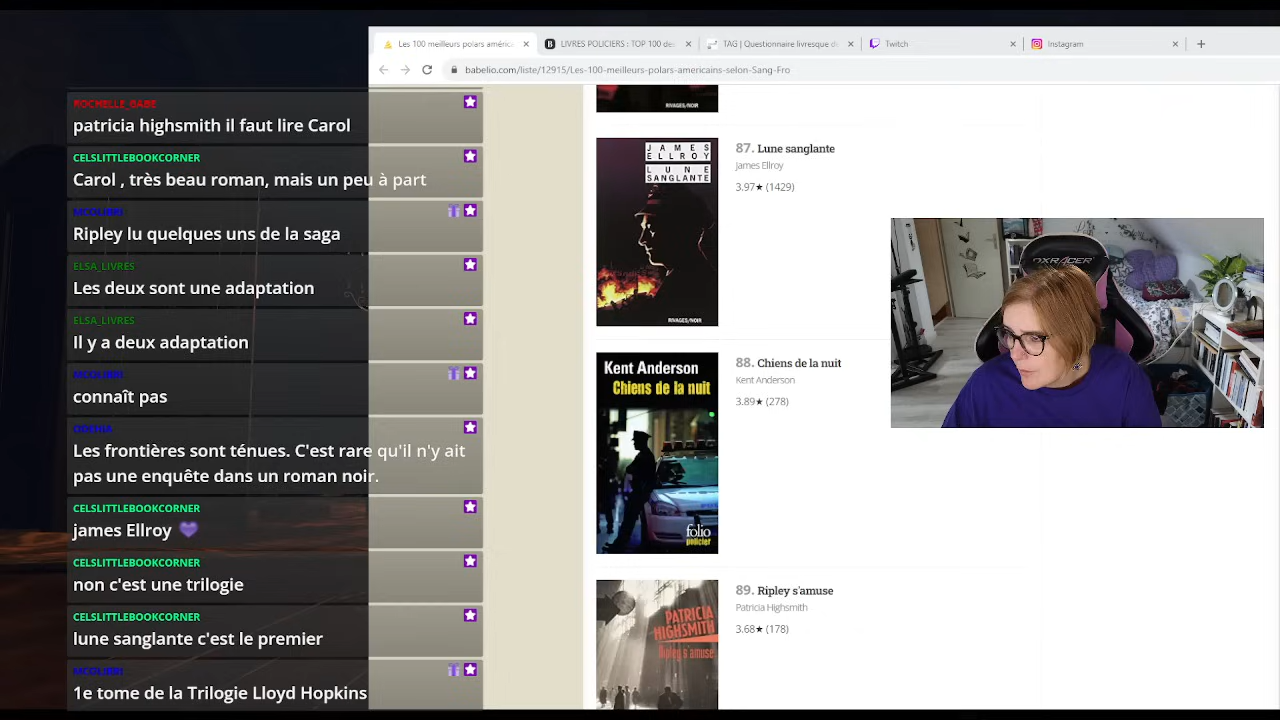 Les 100 meilleurs polars améric
LIVRES POLICIERS : TOP 100 des
TAG | Questionnaire livresque d
Twitch
Instagram
babelio.com/liste/12915/Les-100-meilleurs-polars-americains-selon-Sang-Fro
ROCHELLE_BABE
patricia highsmith il faut lire Carol
CELSLITTLEBOOKCORNER
Carol , très beau roman, mais un peu à part
Ripley lu quelques uns de la saga
ELSA_LIVRES
Les deux sont une adaptation
ELSA_LIVRES
Il y a deux adaptation
connaît pas
Les frontières sont ténues. C'est rare qu'il n'y ait
pas une enquête dans un roman noir.
CELSLITTLEBOOKCORNER
james Ellroy
CELSLITTLEBOOKCORNER
non c'est une trilogie
CELSLITTLEBOOKCORNER
lune sanglante c'est le premier
1e tome de la Trilogie Lloyd Hopkins
RIVAGES/NOIR
JAMES
ELLROY
LUNE
SANGLANTE
RIVAGES/NOIR
87. Lune sanglante
James Ellroy
3.97★ (1429)
Kent Anderson
Chiens de la nuit
folio
policier
88. Chiens de la nuit
Kent Anderson
3.89★ (278)
PATRICIA
HIGHSMITH
Ripley s'amuse
89. Ripley s'amuse
Patricia Highsmith
3.68★ (178)
DXRACER